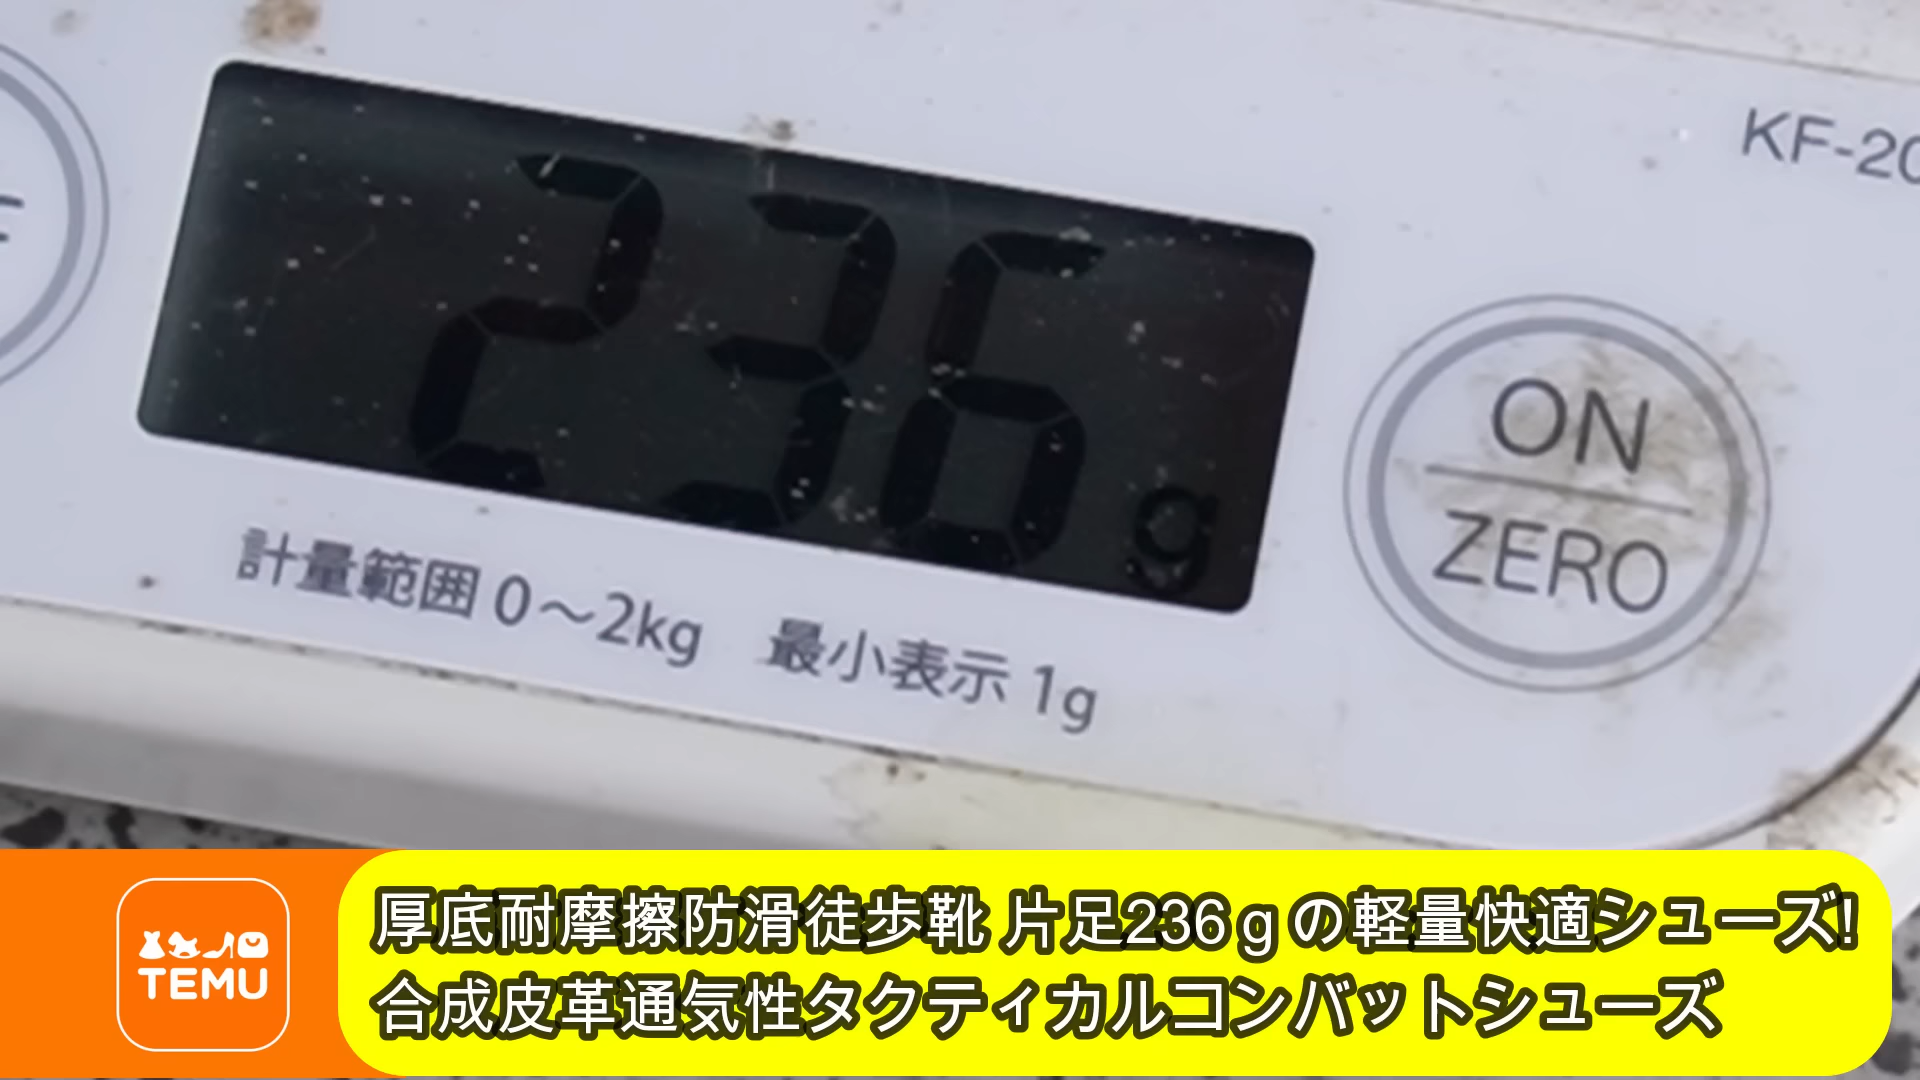 KF-20
236 g
ON
ZERO
計量範囲 0～2kg 最小表示 1g
TEMU
厚底耐摩擦防滑徒歩靴 片足236gの軽量快適シューズ!
合成皮革通気性タクティカルコンバットシューズ